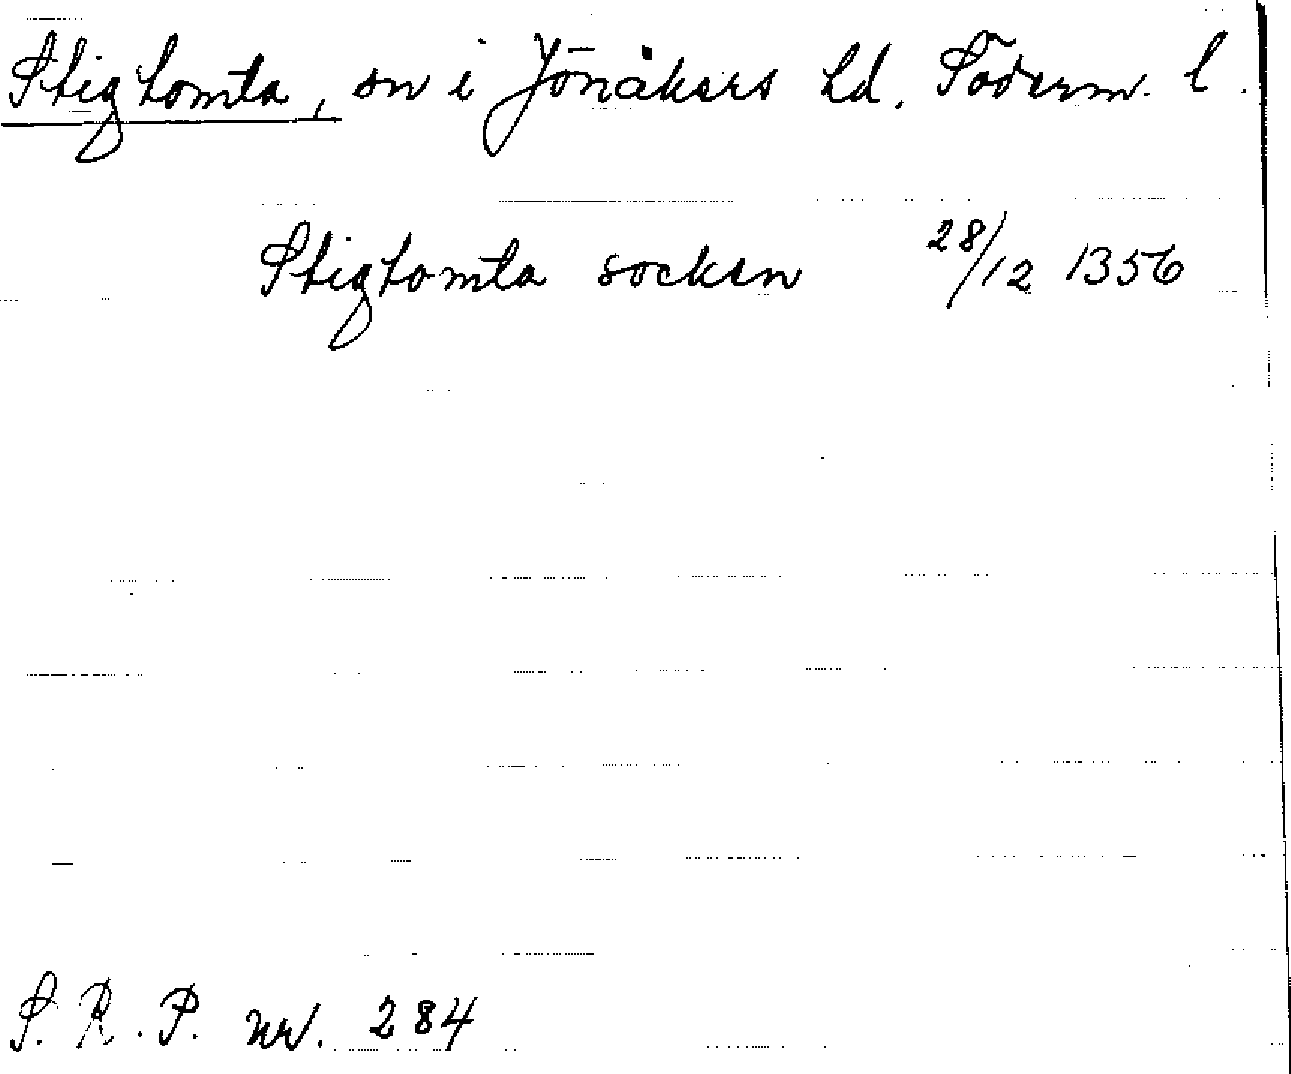 Stigtomta, sn i Jönåkers hd. Söderm. l.
Stigtomta socken 28/12 1356
S. R. P. nr. 284